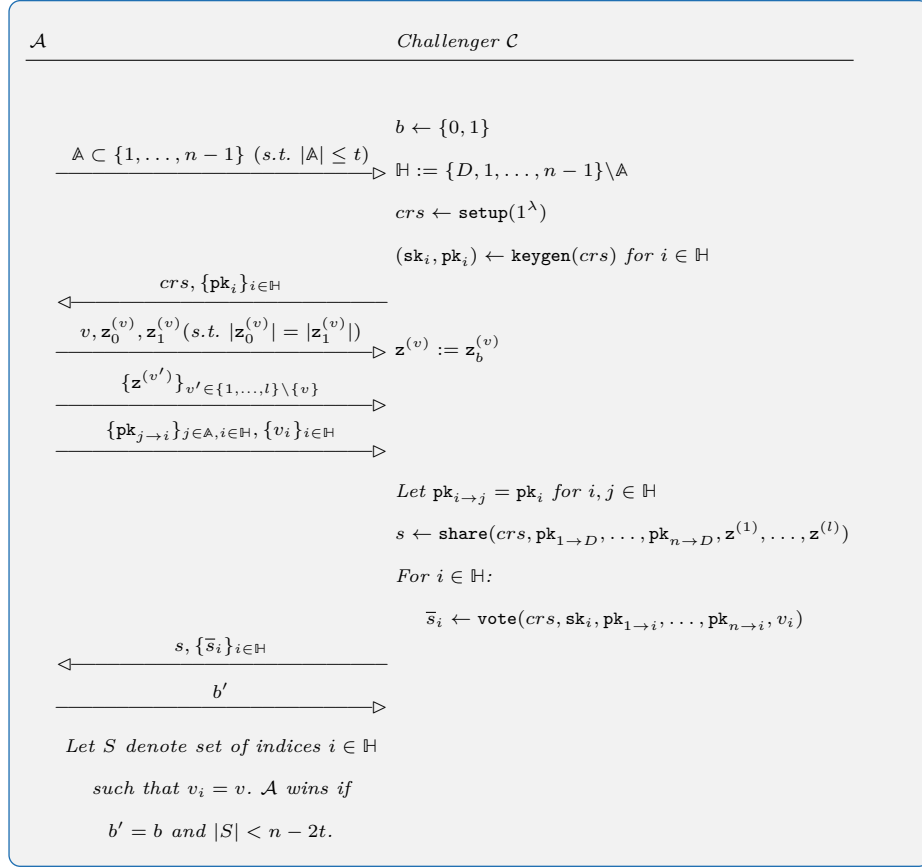 𝒜 Challenger 𝒞
b ← {0, 1}
𝔸 ⊂ {1, . . . , n − 1} (s.t. |𝔸| ≤ t)
ℍ := {D, 1, . . . , n − 1}\𝔸
crs ← setup(1^λ)
(sk_i, pk_i) ← keygen(crs) for i ∈ ℍ
crs, {pk_i}_{i∈ℍ}
v, z_0^{(v)}, z_1^{(v)}(s.t. |z_0^{(v)}| = |z_1^{(v)}|)
z^{(v)} := z_b^{(v)}
{z^{(v′)}}_{v′∈{1,...,l}\{v}}
{pk_{j→i}}_{j∈𝔸,i∈ℍ}, {v_i}_{i∈ℍ}
Let pk_{i→j} = pk_i for i, j ∈ ℍ
s ← share(crs, pk_{1→D}, . . . , pk_{n→D}, z^{(1)}, . . . , z^{(l)})
For i ∈ ℍ:
s̅_i ← vote(crs, sk_i, pk_{1→i}, . . . , pk_{n→i}, v_i)
s, {s̅_i}_{i∈ℍ}
b′
Let S denote set of indices i ∈ ℍ
such that v_i = v. 𝒜 wins if
b′ = b and |S| < n − 2t.